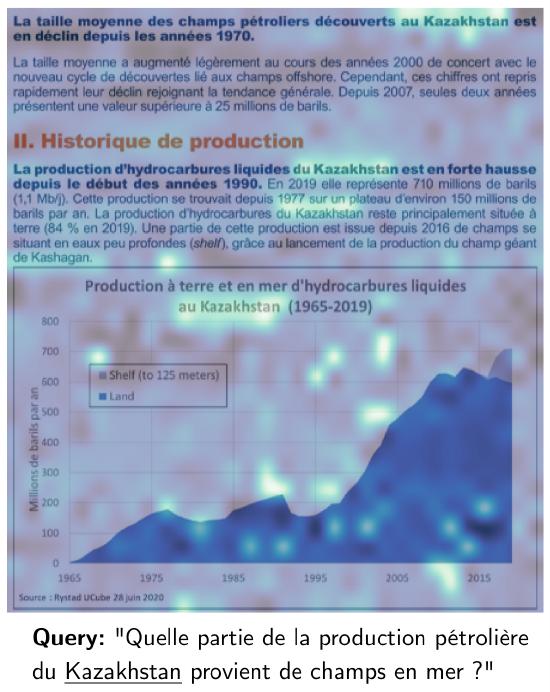 La taille moyenne des champs pétroliers découverts au Kazakhstan est
en déclin depuis les années 1970.
La taille moyenne a augmenté légèrement au cours des années 2000 de concert avec le
nouveau cycle de découvertes lié aux champs offshore. Cependant, ces chiffres ont repris
rapidement leur déclin rejoignant la tendance générale. Depuis 2007, seules deux années
présentent une valeur supérieure à 25 millions de barils.
II. Historique de production
La production d'hydrocarbures liquides du Kazakhstan est en forte hausse
depuis le début des années 1990. En 2019 elle représente 710 millions de barils
(1,1 Mb/j). Cette production se trouvait depuis 1977 sur un plateau d'environ 150 millions de
barils par an. La production d'hydrocarbures du Kazakhstan reste principalement située à
terre (84 % en 2019). Une partie de cette production est issue depuis 2016 de champs se
situant en eaux peu profondes (shelf), grâce au lancement de la production du champ géant
de Kashagan.
Production à terre et en mer d'hydrocarbures liquides
au Kazakhstan (1965-2019)
Millions de barils par an
800
700
600
500
400
300
200
100
0
Shelf (to 125 meters)
Land
1965 1975 1985 1995 2005 2015
Source : Rystad UCube 28 juin 2020
Query: "Quelle partie de la production pétrolière
du Kazakhstan provient de champs en mer ?"